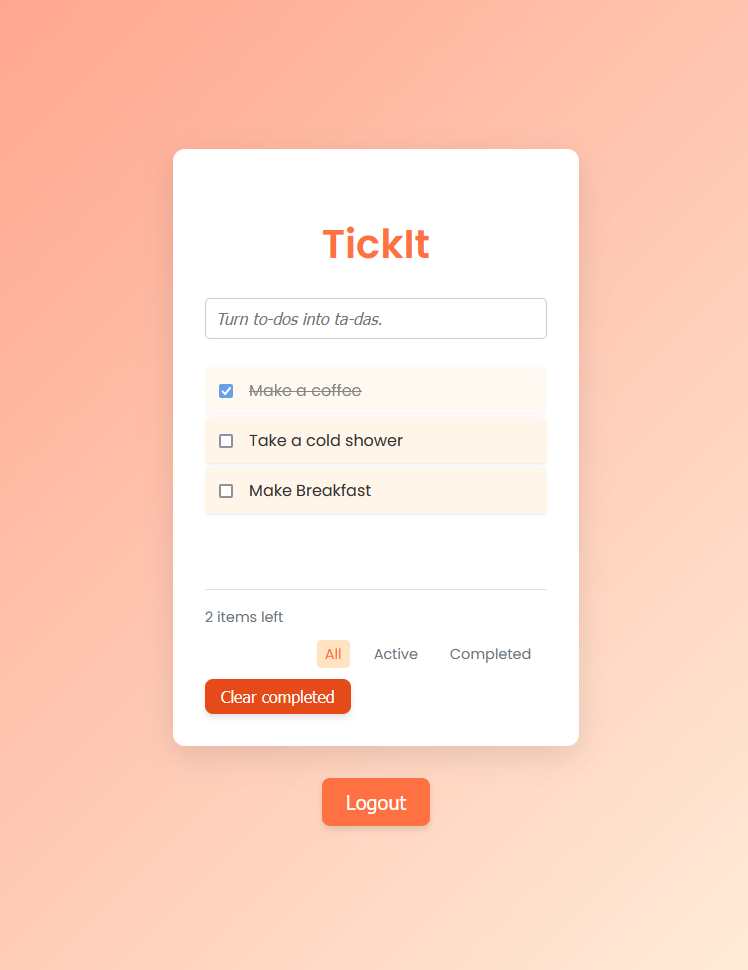 TickIt
Turn to-dos into ta-das.
Make a coffee
Take a cold shower
Make Breakfast
2 items left
All Active Completed
Clear completed
Logout